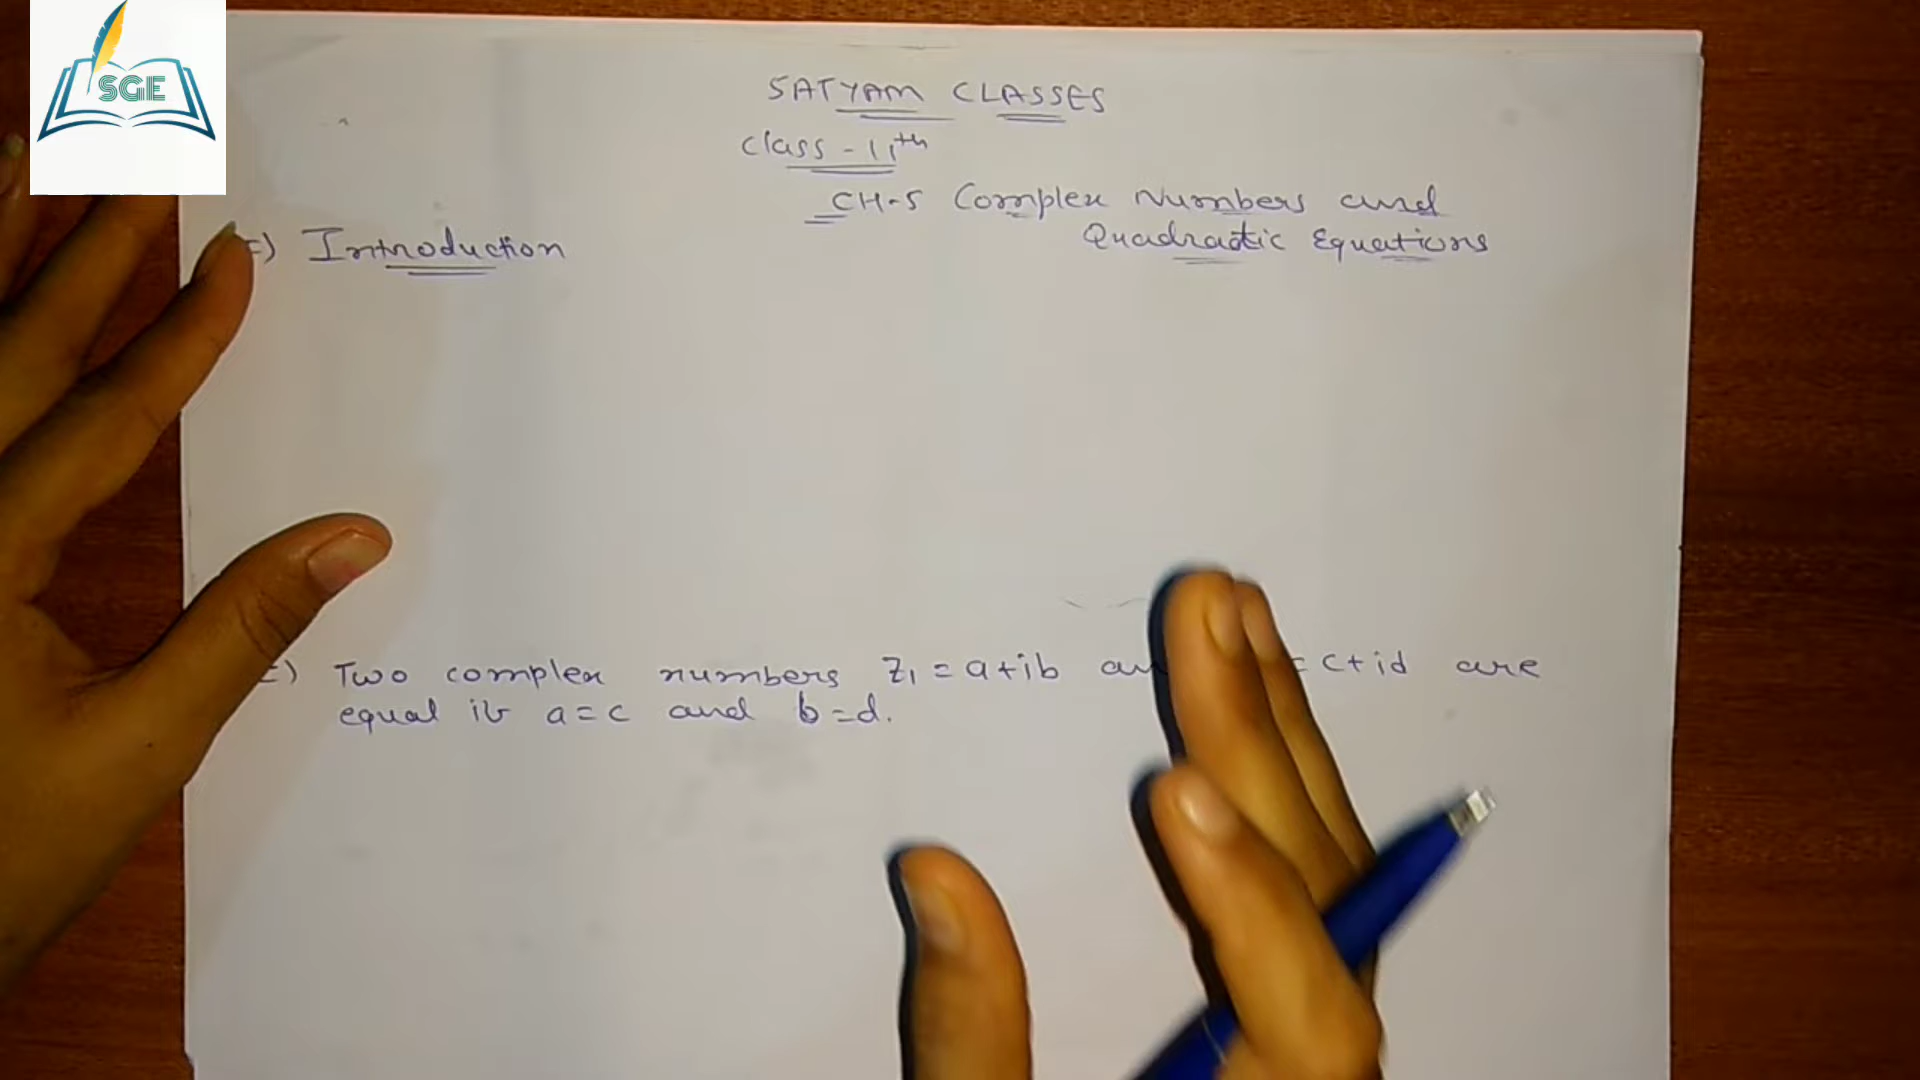 SGE
SATYAM CLASSES
Class - 11th
CH-5 Complex Numbers and
Quadratic Equations
) Introduction
) Two complex numbers z₁ = a+ib = c+id are
equal if a=c and b=d.